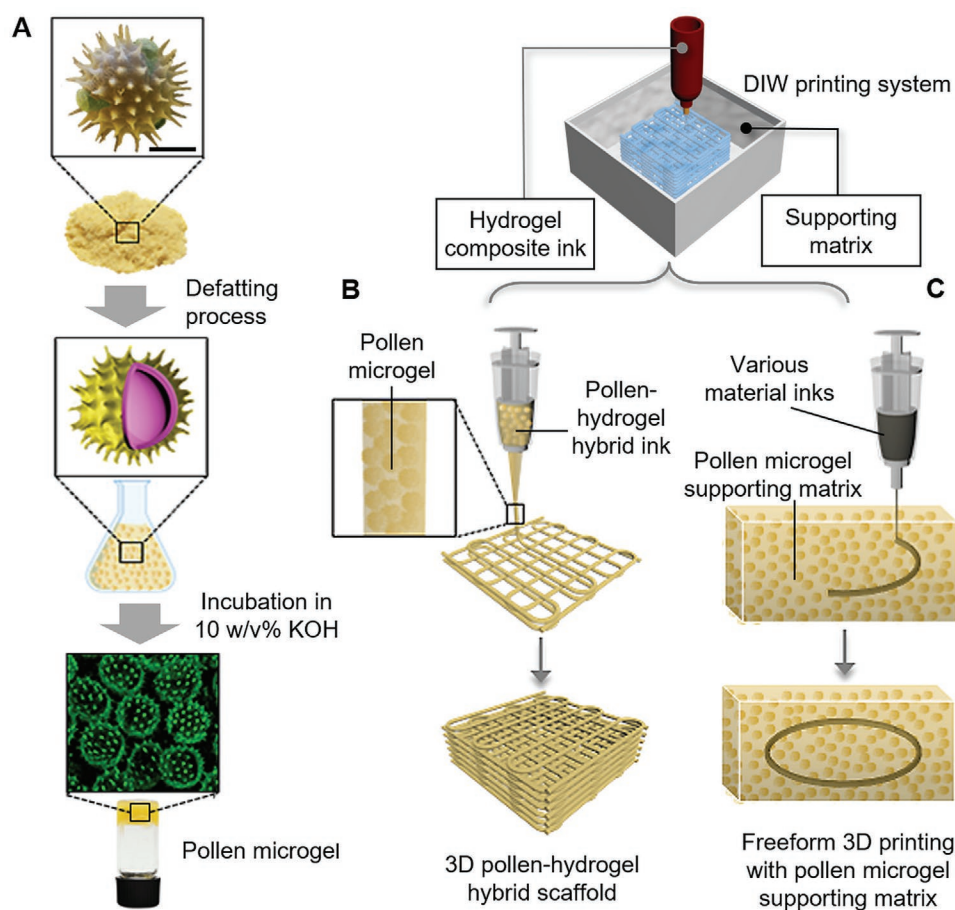 A
Defatting
process
Incubation in
10 w/v% KOH
Pollen microgel
DIW printing system
Hydrogel
composite ink
Supporting
matrix
B
Pollen
microgel
Pollen-
hydrogel
hybrid ink
3D pollen-hydrogel
hybrid scaffold
C
Various
material inks
Pollen microgel
supporting matrix
Freeform 3D printing
with pollen microgel
supporting matrix